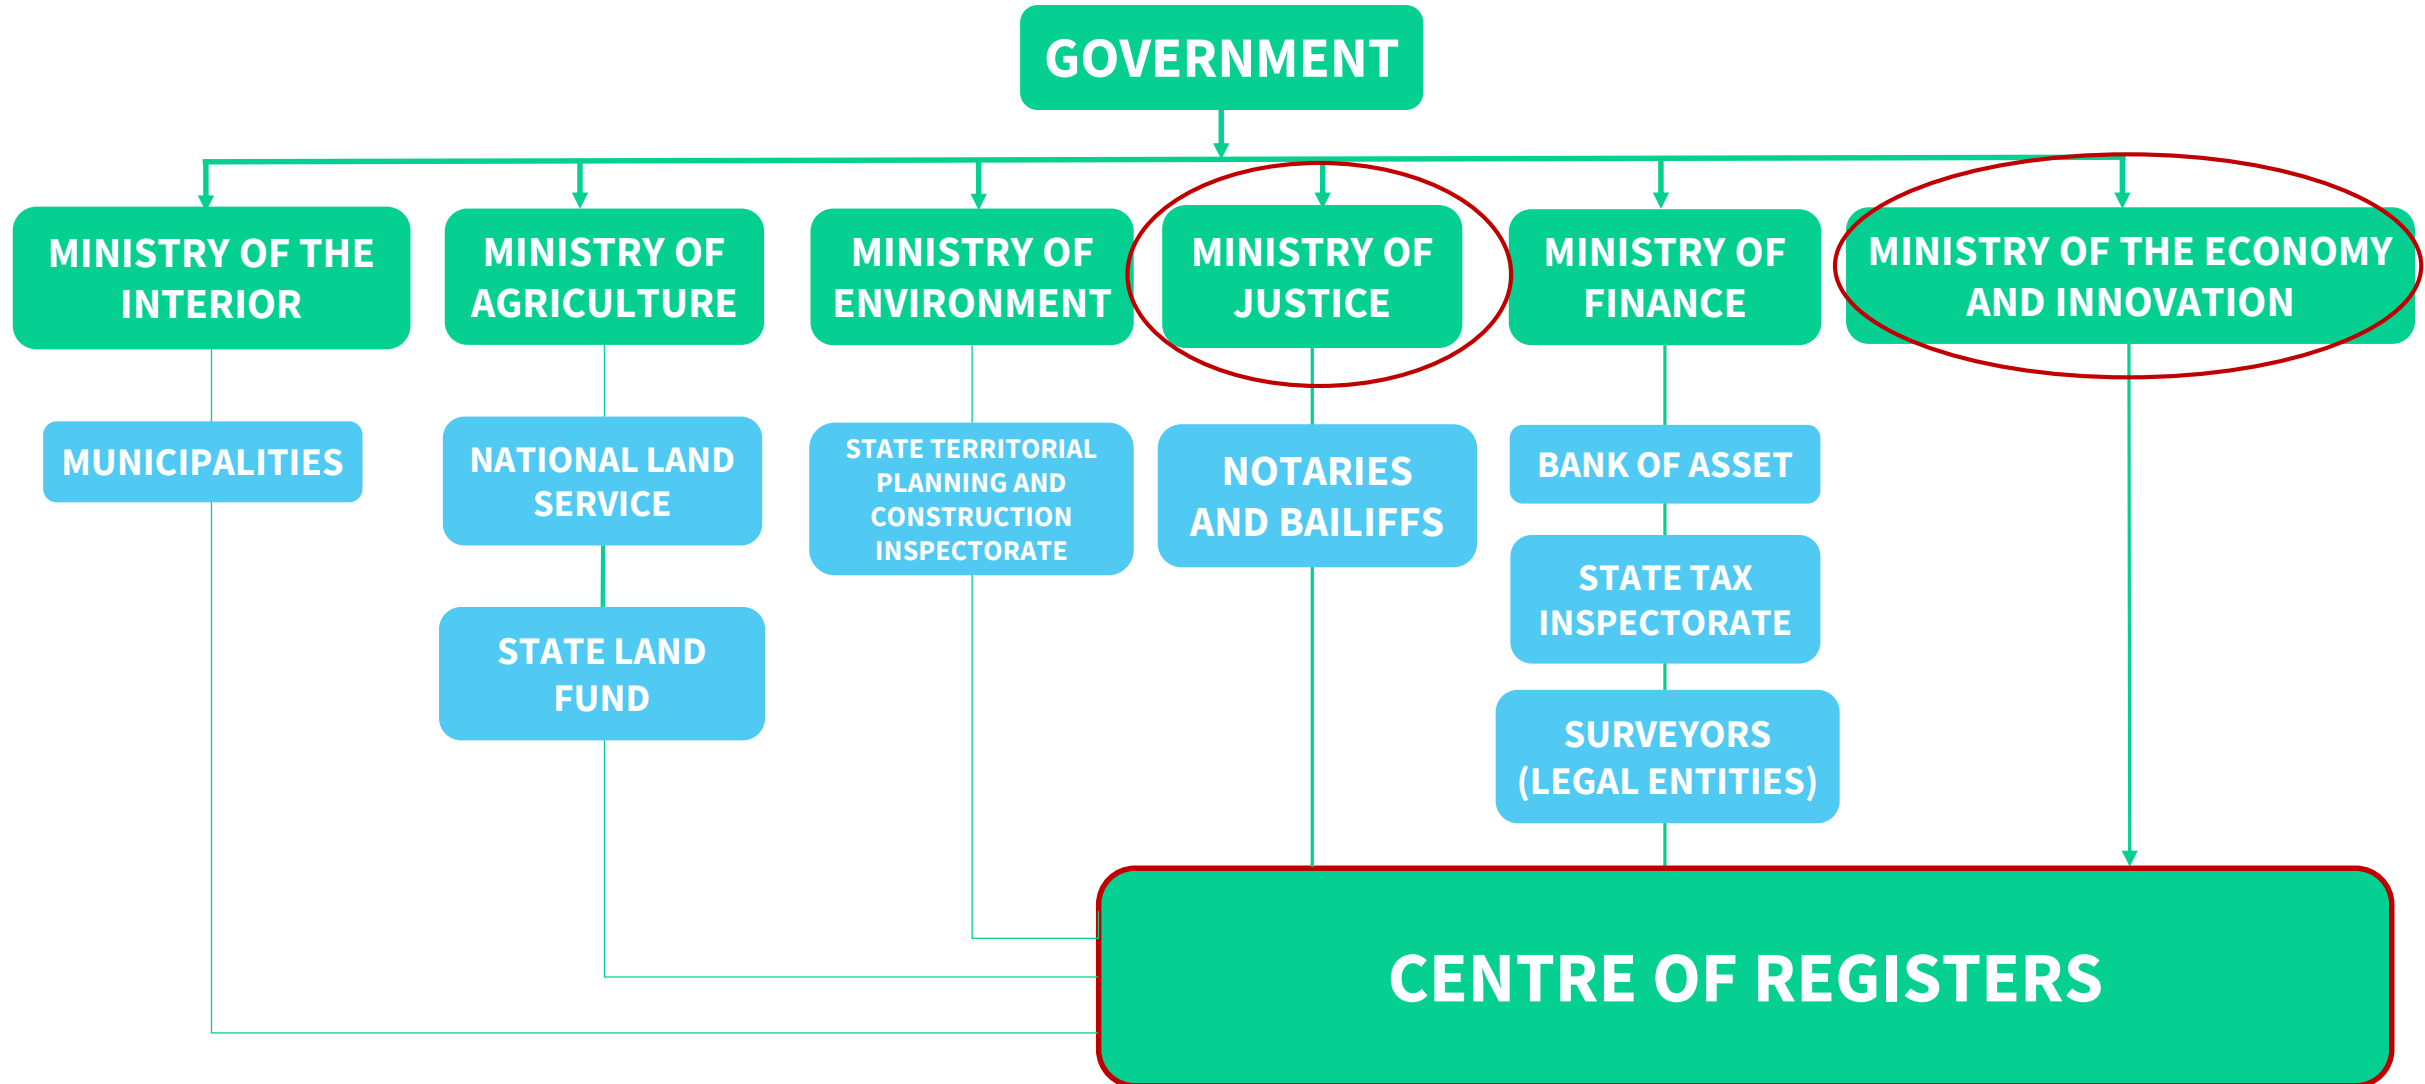 GOVERNMENT
MINISTRY OF THE
INTERIOR
MINISTRY OF
AGRICULTURE
MINISTRY OF
ENVIRONMENT
MINISTRY OF
JUSTICE
MINISTRY OF
FINANCE
MINISTRY OF THE ECONOMY
AND INNOVATION
MUNICIPALITIES
NATIONAL LAND
SERVICE
STATE TERRITORIAL
PLANNING AND
CONSTRUCTION
INSPECTORATE
NOTARIES
AND BAILIFFS
BANK OF ASSET
STATE TAX
INSPECTORATE
STATE LAND
FUND
SURVEYORS
(LEGAL ENTITIES)
CENTRE OF REGISTERS